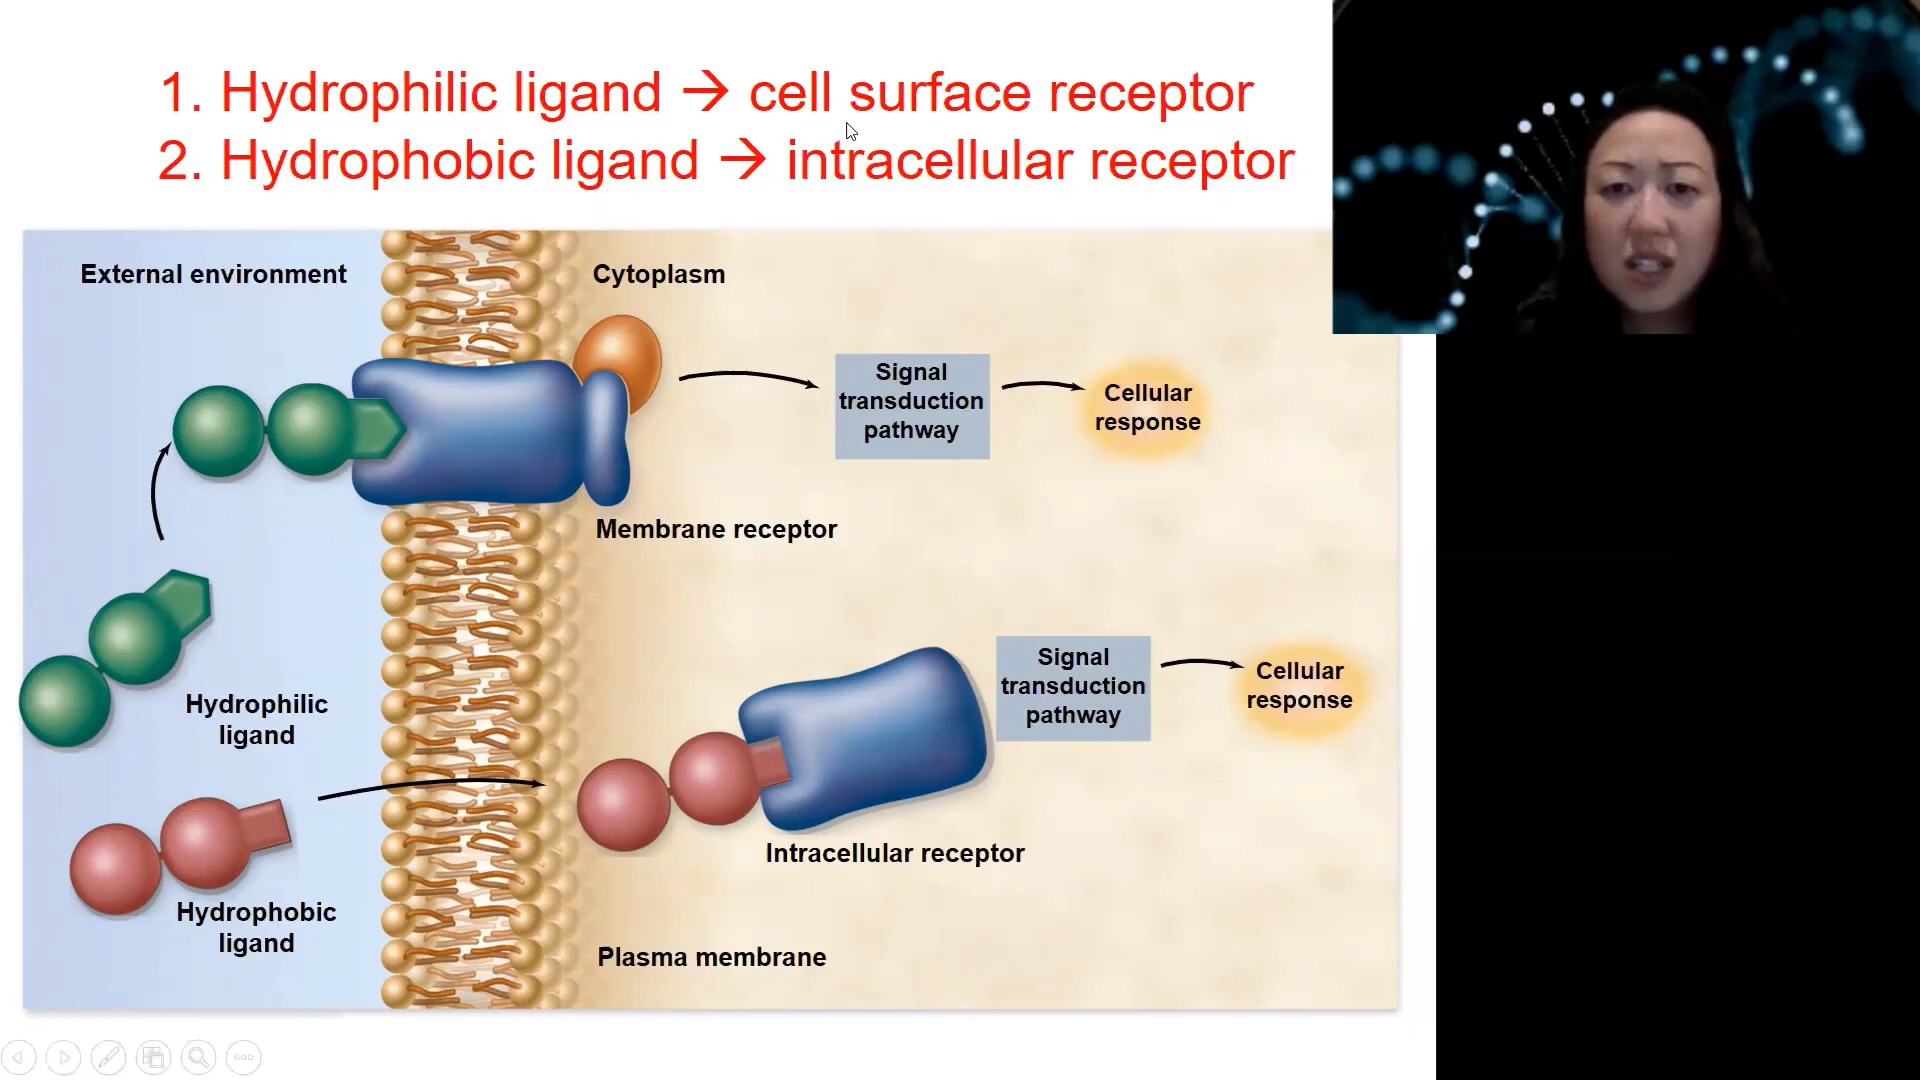 1. Hydrophilic ligand → cell surface receptor
2. Hydrophobic ligand → intracellular receptor
External environment
Cytoplasm
Signal
transduction
pathway
Cellular
response
Membrane receptor
Hydrophilic
ligand
Signal
transduction
pathway
Cellular
response
Intracellular receptor
Hydrophobic
ligand
Plasma membrane